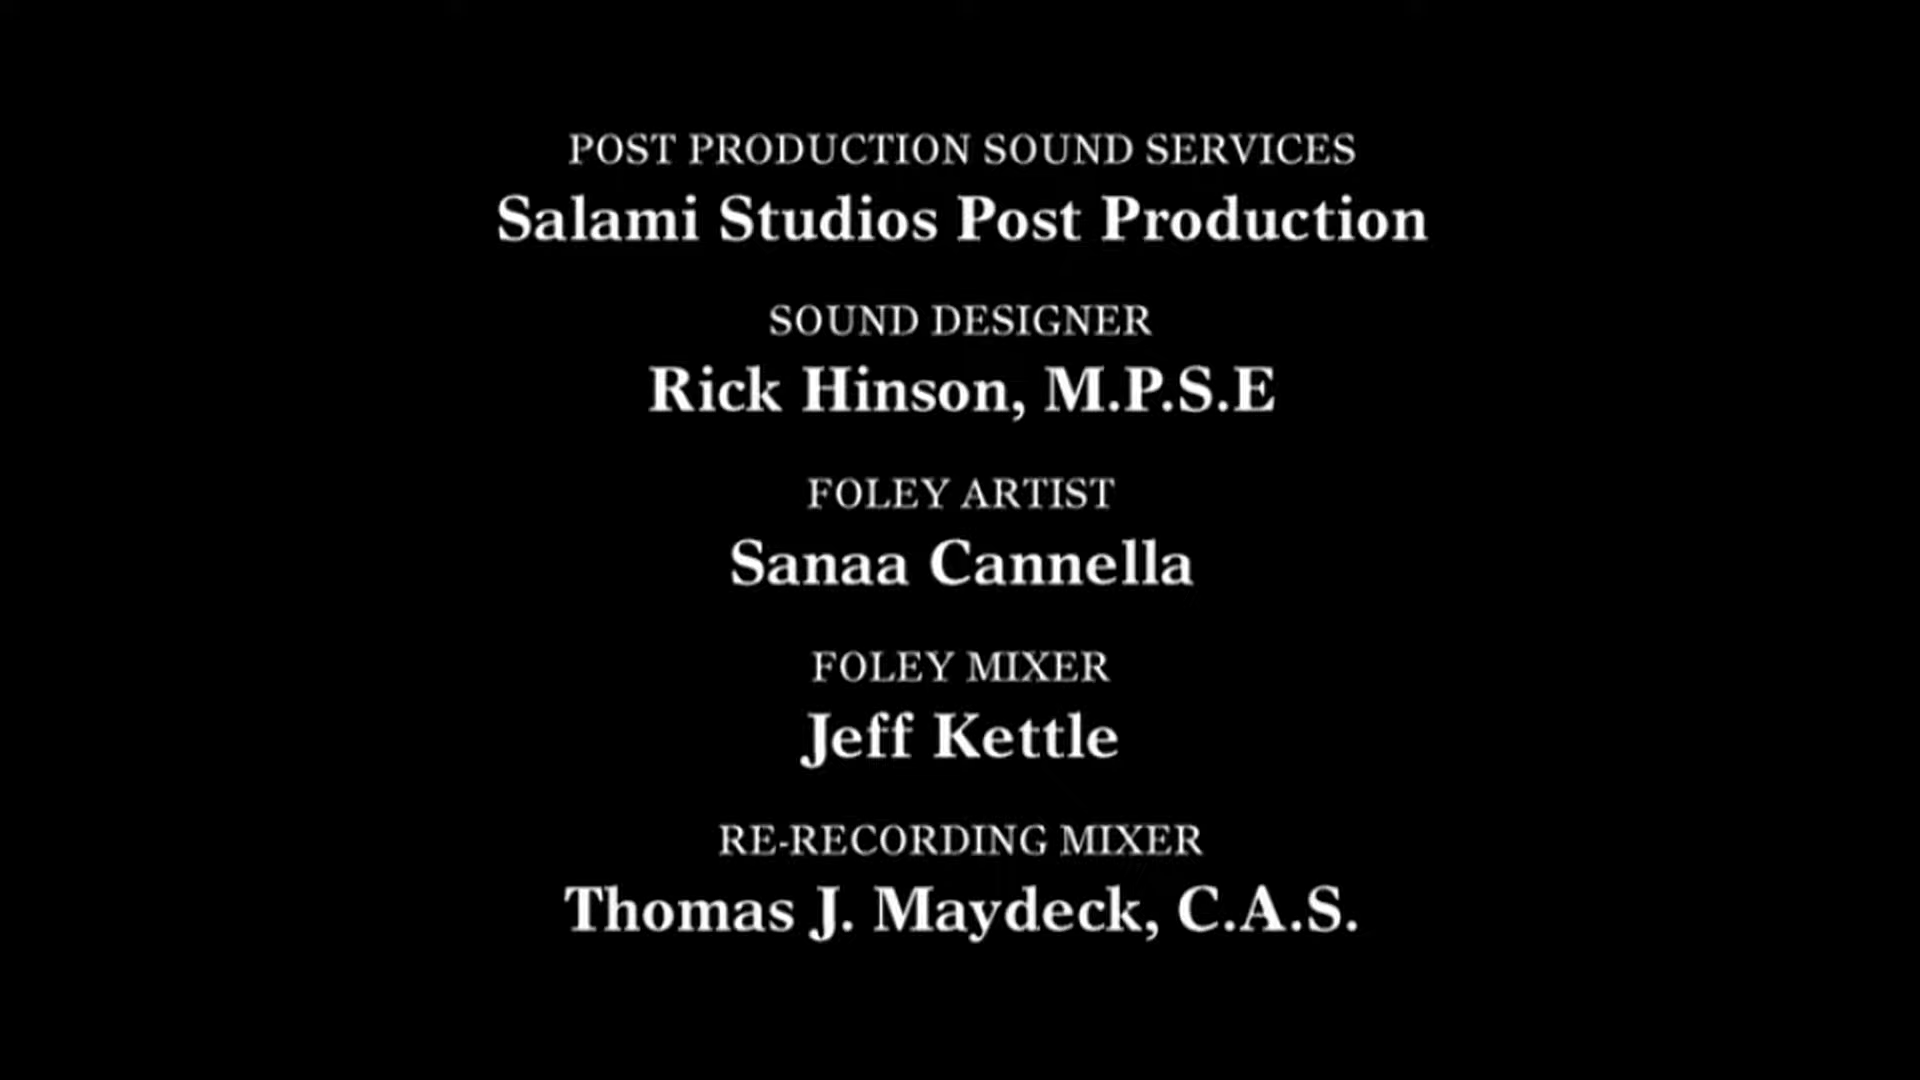 POST PRODUCTION SOUND SERVICES
Salami Studios Post Production
SOUND DESIGNER
Rick Hinson, M.P.S.E
FOLEY ARTIST
Sanaa Cannella
FOLEY MIXER
Jeff Kettle
RE-RECORDING MIXER
Thomas J. Maydeck, C.A.S.